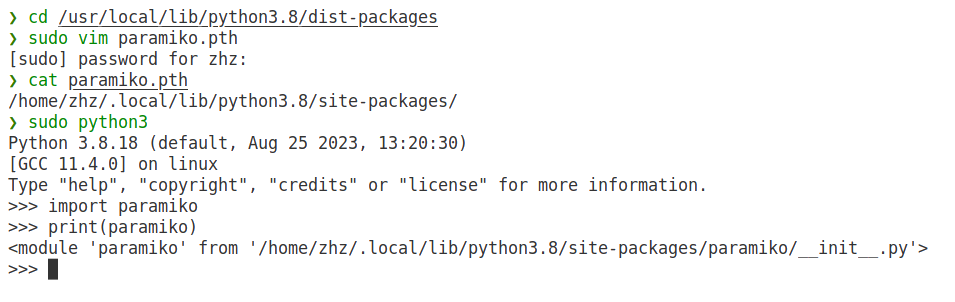 ❯ cd /usr/local/lib/python3.8/dist-packages
❯ sudo vim paramiko.pth
[sudo] password for zhz:
❯ cat paramiko.pth
/home/zhz/.local/lib/python3.8/site-packages/
❯ sudo python3
Python 3.8.18 (default, Aug 25 2023, 13:20:30)
[GCC 11.4.0] on linux
Type "help", "copyright", "credits" or "license" for more information.
>>> import paramiko
>>> print(paramiko)
<module 'paramiko' from '/home/zhz/.local/lib/python3.8/site-packages/paramiko/__init__.py'>
>>>